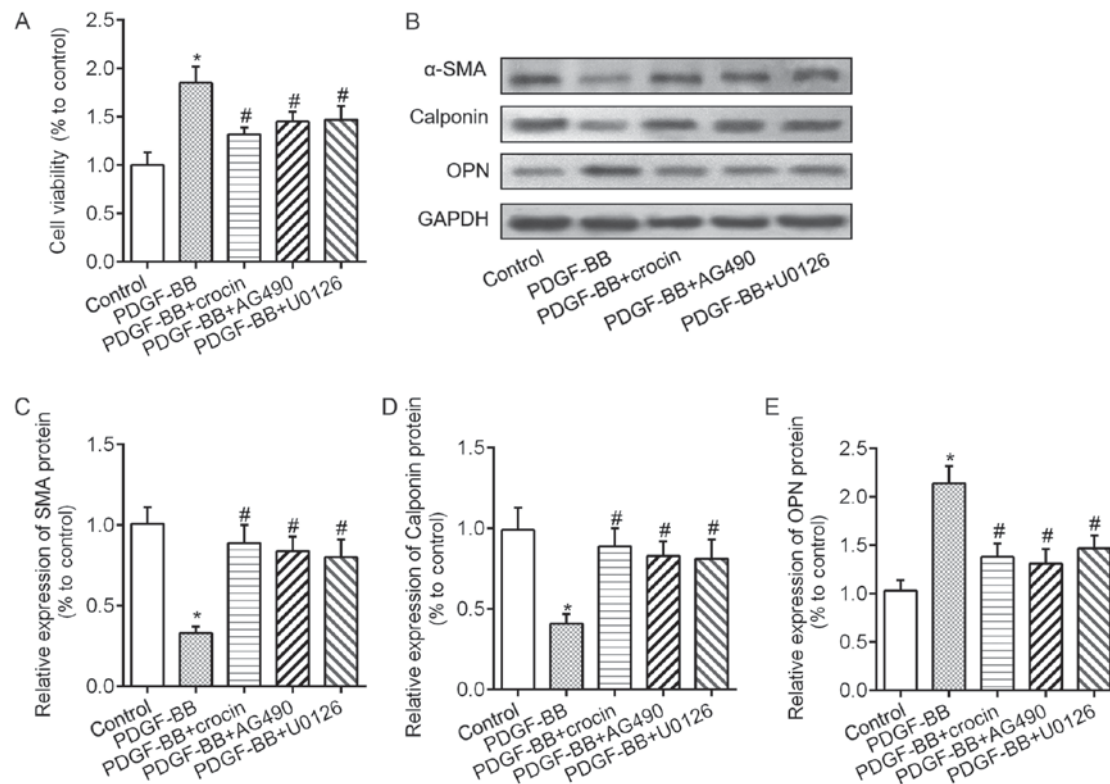 A
Cell viability (% to control)
2.5
2.0
1.5
1.0
1.5
0.0
*
#
#
#
Control
PDGF-BB
PDGF-BB+crocin
PDGF-BB+AG490
PDGF-BB+U0126
B
α-SMA
Calponin
OPN
GAPDH
Control
PDGF-BB
PDGF-BB+crocin
PDGF-BB+AG490
PDGF-BB+U0126
C
Relative expression of SMA protein
(% to control)
1.5
1.0
0.5
0.0
*
#
#
#
Control
PDGF-BB
PDGF-BB+crocin
PDGF-BB+AG490
PDGF-BB+U0126
D
Relative expression of Calponin protein
(% to control)
1.5
1.0
0.5
0.0
*
#
#
#
Control
PDGF-BB
PDGF-BB+crocin
PDGF-BB+AG490
PDGF-BB+U0126
E
Relative expression of OPN protein
(% to control)
2.5
2.0
1.5
1.0
1.5
0.0
*
#
#
#
Control
PDGF-BB
PDGF-BB+crocin
PDGF-BB+AG490
PDGF-BB+U0126